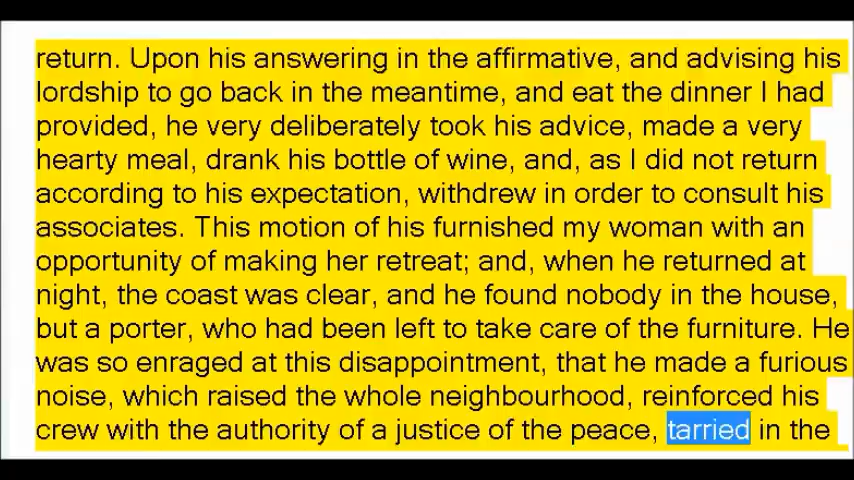 return. Upon his answering in the affirmative, and advising his
lordship to go back in the meantime, and eat the dinner I had
provided, he very deliberately took his advice, made a very
hearty meal, drank his bottle of wine, and, as I did not return
according to his expectation, withdrew in order to consult his
associates. This motion of his furnished my woman with an
opportunity of making her retreat; and, when he returned at
night, the coast was clear, and he found nobody in the house,
but a porter, who had been left to take care of the furniture. He
was so enraged at this disappointment, that he made a furious
noise, which raised the whole neighbourhood, reinforced his
crew with the authority of a justice of the peace, tarried in the